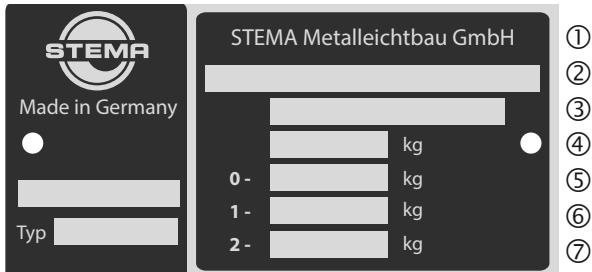 STEMA
Made in Germany
Typ
STEMA Metalleichtbau GmbH ①
②
③
kg ④
0 - kg ⑤
1 - kg ⑥
2 - kg ⑦